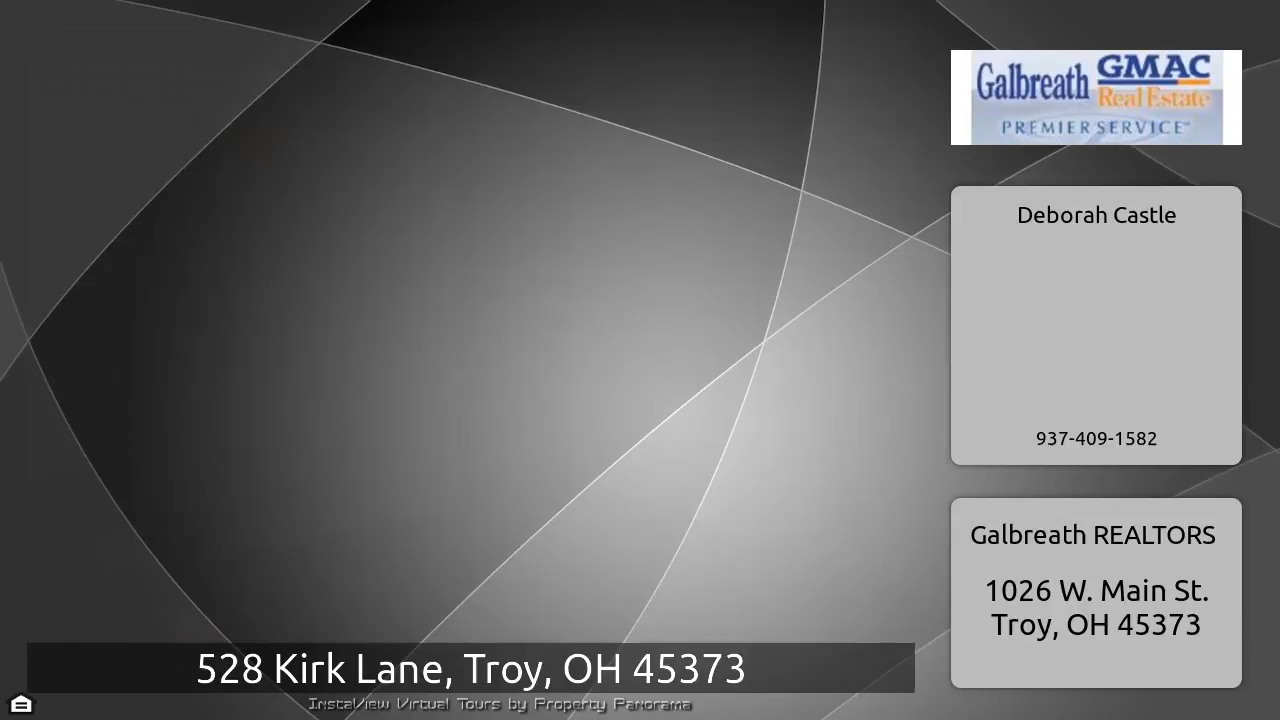 Galbreath GMAC
Real Estate
PREMIER SERVICE
Deborah Castle
937-409-1582
Galbreath REALTORS
1026 W. Main St.
Troy, OH 45373
528 Kirk Lane, Troy, OH 45373
InstaView Virtual Tours by Property Panorama